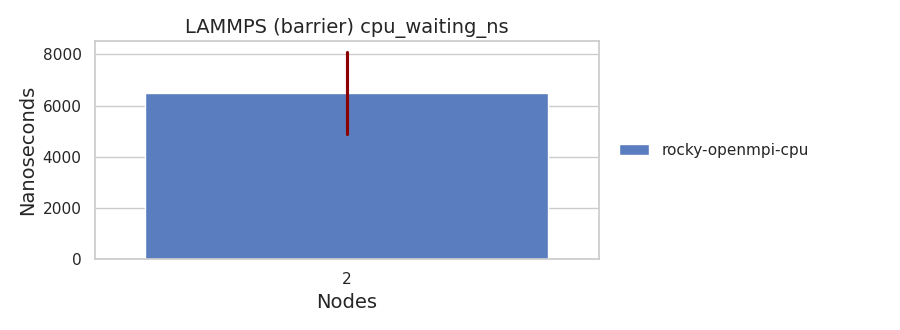 LAMMPS (barrier) cpu_waiting_ns
Nanoseconds
8000
6000
4000
2000
0
2
Nodes
rocky-openmpi-cpu